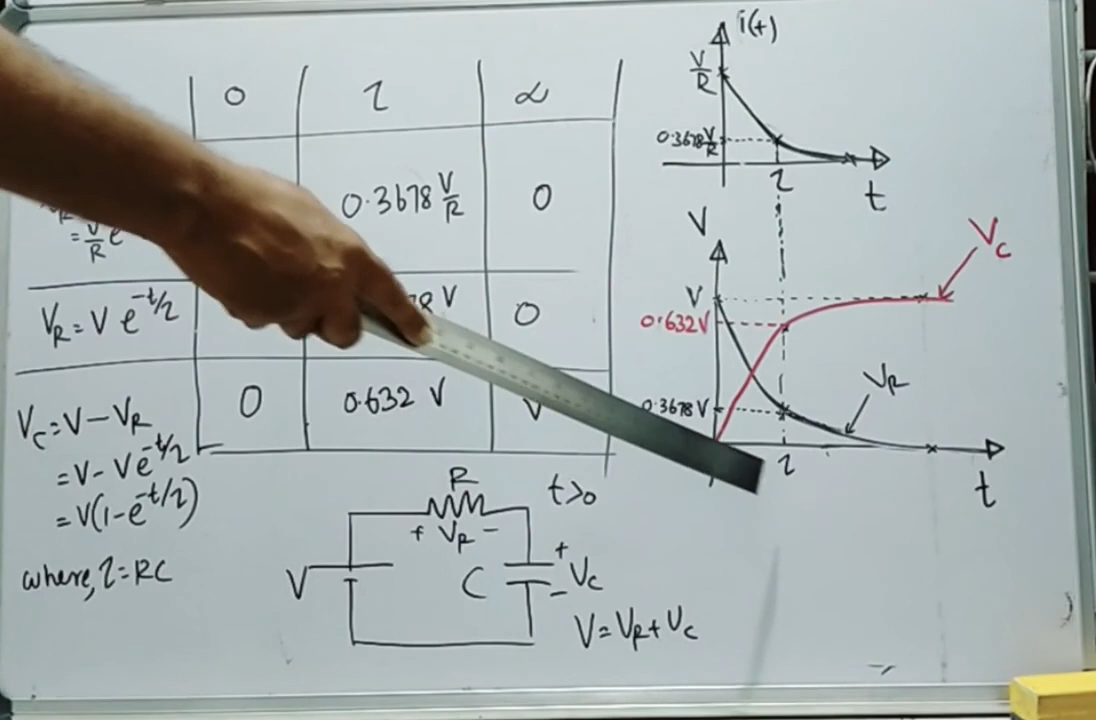 0 τ ∞
= V/R e
0.3678 V/R 0
V_R = V e^{-t/τ}
78 V 0
V_C = V - V_R
0 0.632 V V
= V - V e^{-t/τ}
= V(1 - e^{-t/τ})
where, τ = RC
R
+ V_R -
t>0
V
C
+
V_C
-
V = V_R + V_C
i(t)
V/R
0.3678 V/R
τ
t
V
V
0.632 V
0.3678 V
V_C
V_R
τ
t